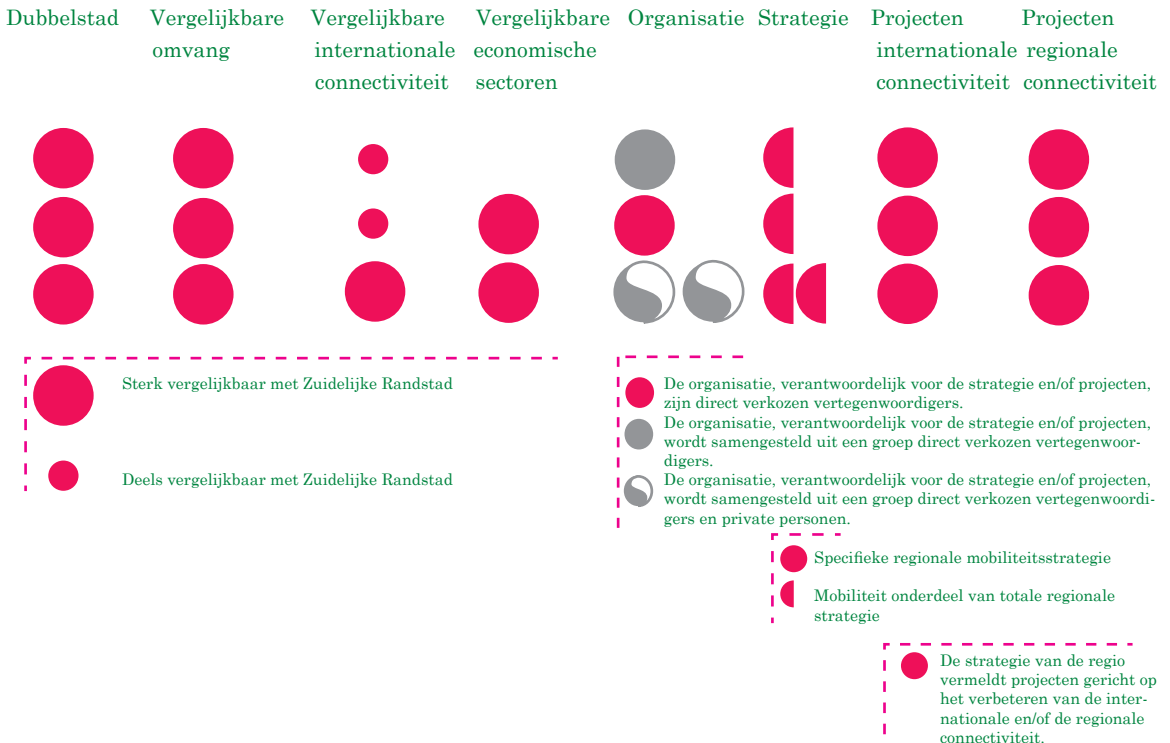 Dubbelstad
Vergelijkbare
omvang
Vergelijkbare
internationale
connectiviteit
Vergelijkbare
economische
sectoren
Organisatie
Strategie
Projecten
internationale
connectiviteit
Projecten
regionale
connectiviteit
Sterk vergelijkbaar met Zuidelijke Randstad
Deels vergelijkbaar met Zuidelijke Randstad
De organisatie, verantwoordelijk voor de strategie en/of projecten,
zijn direct verkozen vertegenwoordigers.
De organisatie, verantwoordelijk voor de strategie en/of projecten,
wordt samengesteld uit een groep direct verkozen vertegenwoor-
digers.
De organisatie, verantwoordelijk voor de strategie en/of projecten,
wordt samengesteld uit een groep direct verkozen vertegenwoordi-
gers en private personen.
Specifieke regionale mobiliteitsstrategie
Mobiliteit onderdeel van totale regionale
strategie
De strategie van de regio
vermeldt projecten gericht op
het verbeteren van de inter-
nationale en/of de regionale
connectiviteit.